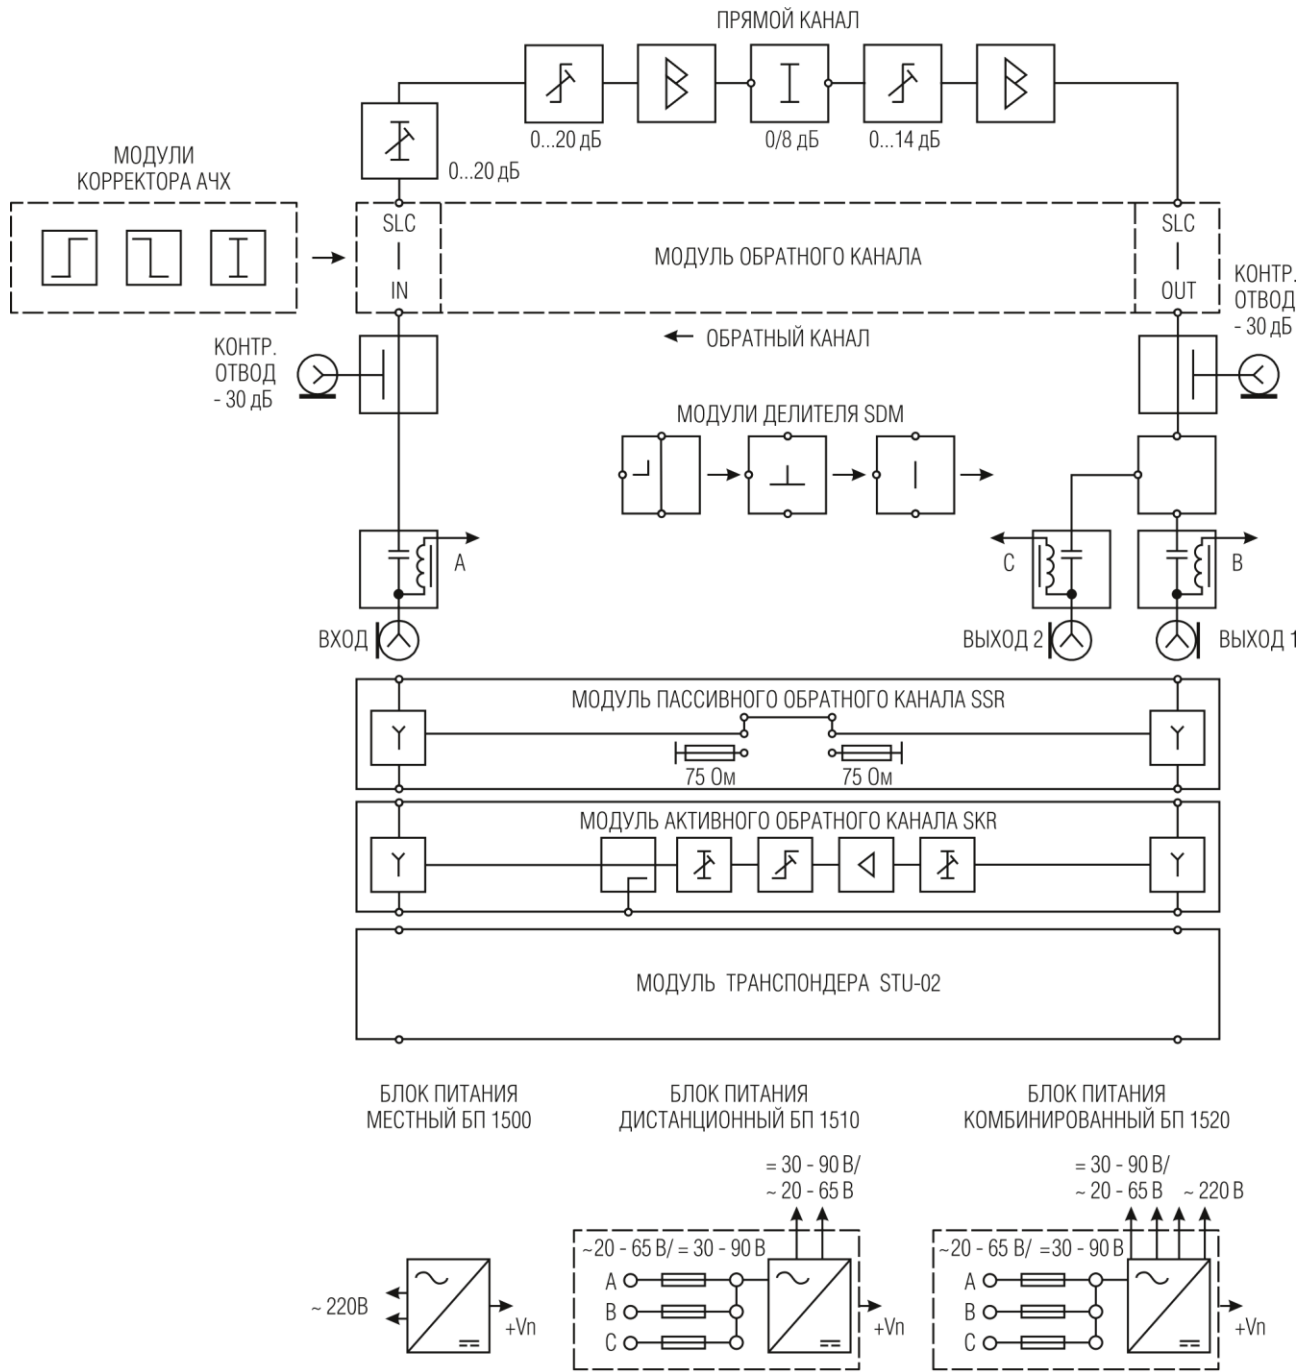 ПРЯМОЙ КАНАЛ
0...20 дБ
0/8 дБ
0...14 дБ
0...20 дБ
МОДУЛИ
КОРРЕКТОРА АЧХ
SLC
IN
МОДУЛЬ ОБРАТНОГО КАНАЛА
SLC
OUT
КОНТР.
ОТВОД
- 30 дБ
ОБРАТНЫЙ КАНАЛ
КОНТР.
ОТВОД
- 30 дБ
МОДУЛИ ДЕЛИТЕЛЯ SDM
A
C
B
ВХОД
ВЫХОД 2
ВЫХОД 1
МОДУЛЬ ПАССИВНОГО ОБРАТНОГО КАНАЛА SSR
75 Ом
75 Ом
МОДУЛЬ АКТИВНОГО ОБРАТНОГО КАНАЛА SKR
МОДУЛЬ ТРАНСПОНДЕРА STU-02
БЛОК ПИТАНИЯ
МЕСТНЫЙ БП 1500
~ 220В
+Vn
БЛОК ПИТАНИЯ
ДИСТАНЦИОННЫЙ БП 1510
= 30 - 90 В/
~ 20 - 65 В
~20 - 65 В/ = 30 - 90 В
A
B
C
+Vn
БЛОК ПИТАНИЯ
КОМБИНИРОВАННЫЙ БП 1520
= 30 - 90 В/
~ 20 - 65 В ~ 220 В
~20 - 65 В/ =30 - 90 В
A
B
C
+Vn